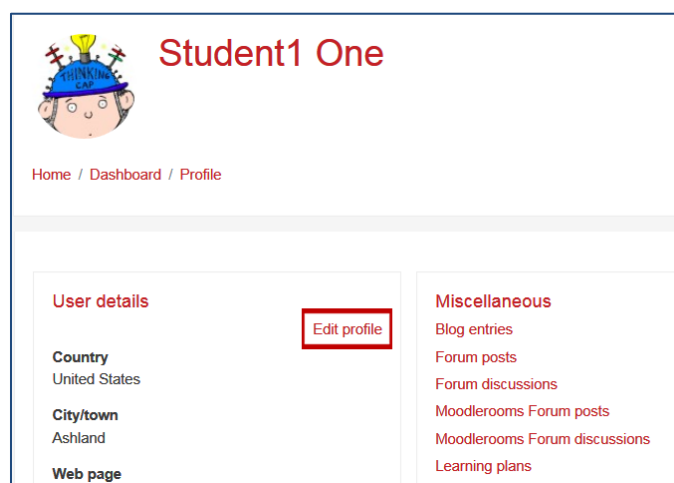 Student1 One
THINKING
CAP
Home / Dashboard / Profile
User details
Edit profile
Country
United States
City/town
Ashland
Web page
Miscellaneous
Blog entries
Forum posts
Forum discussions
Moodlerooms Forum posts
Moodlerooms Forum discussions
Learning plans